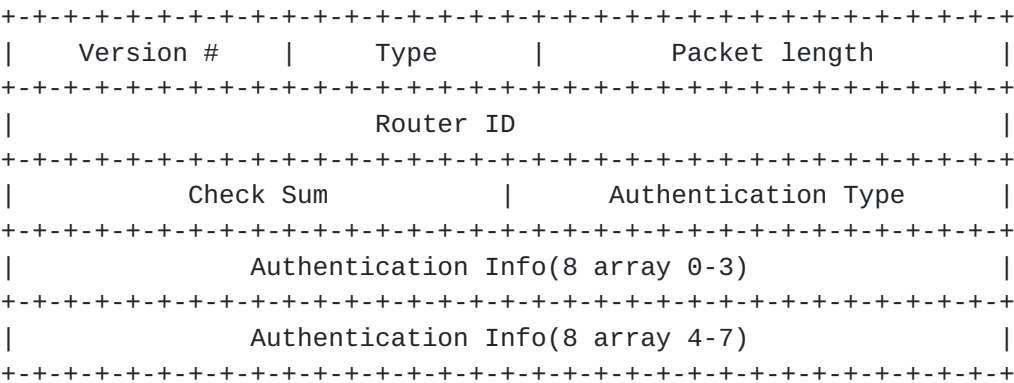 +-+-+-+-+-+-+-+-+-+-+-+-+-+-+-+-+-+-+-+-+-+-+-+-+-+-+-+-+-+-+-+-+-+
| Version # | Type | Packet length |
+-+-+-+-+-+-+-+-+-+-+-+-+-+-+-+-+-+-+-+-+-+-+-+-+-+-+-+-+-+-+-+-+-+
| Router ID |
+-+-+-+-+-+-+-+-+-+-+-+-+-+-+-+-+-+-+-+-+-+-+-+-+-+-+-+-+-+-+-+-+-+
| Check Sum | Authentication Type |
+-+-+-+-+-+-+-+-+-+-+-+-+-+-+-+-+-+-+-+-+-+-+-+-+-+-+-+-+-+-+-+-+-+
| Authentication Info(8 array 0-3) |
+-+-+-+-+-+-+-+-+-+-+-+-+-+-+-+-+-+-+-+-+-+-+-+-+-+-+-+-+-+-+-+-+-+
| Authentication Info(8 array 4-7) |
+-+-+-+-+-+-+-+-+-+-+-+-+-+-+-+-+-+-+-+-+-+-+-+-+-+-+-+-+-+-+-+-+-+